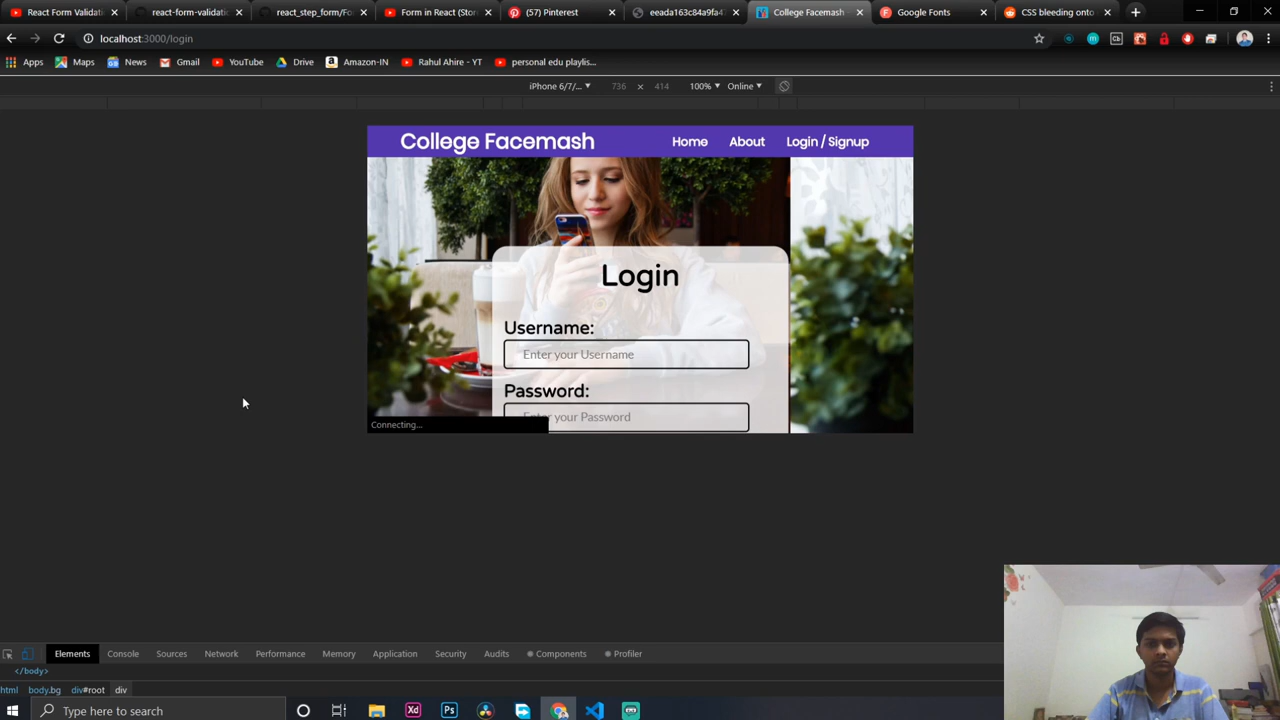 React Form Validati
react-form-validati
react_step_form/Fo
Form in React (Stor
(57) Pinterest
eeada163c84a9fa4
College Facemash -
Google Fonts
CSS bleeding onto
localhost:3000/login
Apps
Maps
News
Gmail
YouTube
Drive
Amazon-IN
Rahul Ahire - YT
personal edu playlis...
iPhone 6/7/...
736 × 414
100%
Online
College Facemash
Home
About
Login / Signup
Login
Username:
Enter your Username
Password:
Enter your Password
Connecting...
Elements
Console
Sources
Network
Performance
Memory
Application
Security
Audits
Components
Profiler
</body>
html
body.bg
div#root
div
Type here to search